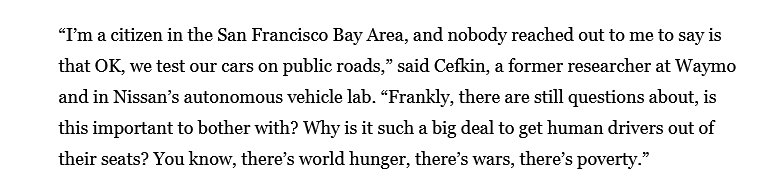 “I’m a citizen in the San Francisco Bay Area, and nobody reached out to me to say is
that OK, we test our cars on public roads,” said Cefkin, a former researcher at Waymo
and in Nissan’s autonomous vehicle lab. “Frankly, there are still questions about, is
this important to bother with? Why is it such a big deal to get human drivers out of
their seats? You know, there’s world hunger, there’s wars, there’s poverty.”